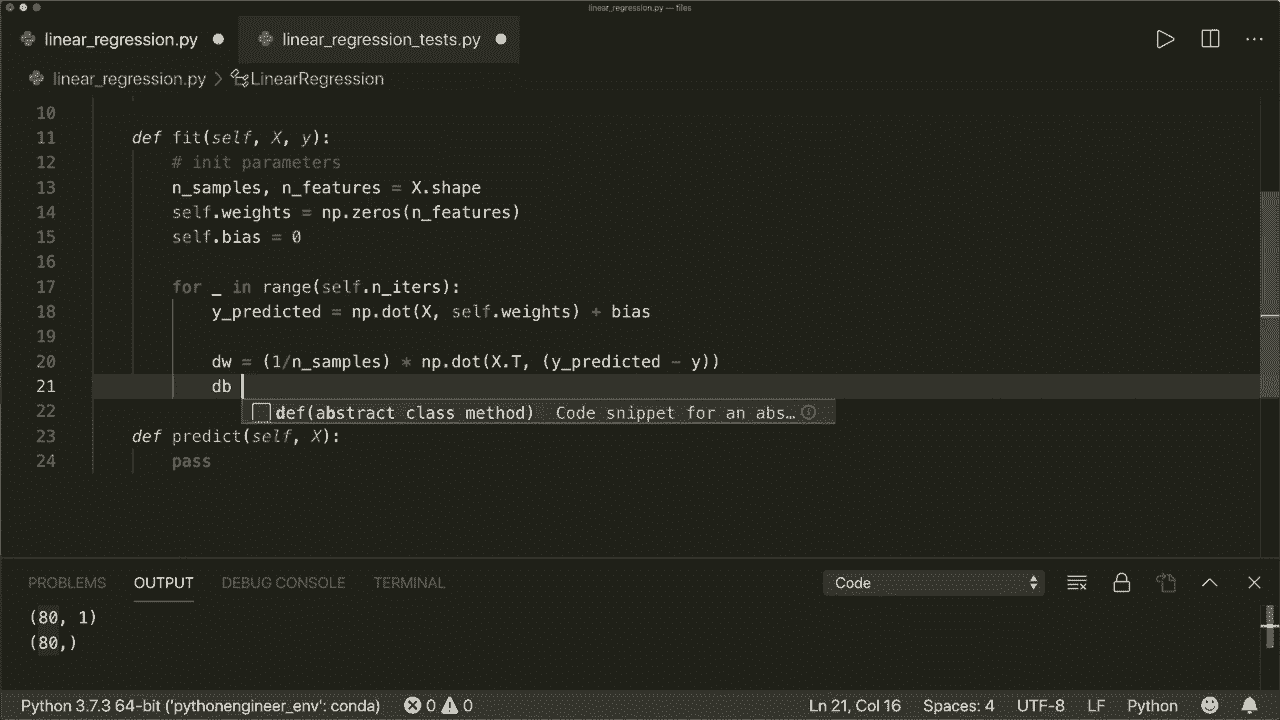 linear_regression.py — files
linear_regression.py linear_regression_tests.py
linear_regression.py > LinearRegression
10
11 def fit(self, X, y):
12 # init parameters
13 n_samples, n_features = X.shape
14 self.weights = np.zeros(n_features)
15 self.bias = 0
16
17 for _ in range(self.n_iters):
18 y_predicted = np.dot(X, self.weights) + bias
19
20 dw = (1/n_samples) * np.dot(X.T, (y_predicted - y))
21 db
def(abstract class method) Code snippet for an abs…
22
23 def predict(self, X):
24 pass
PROBLEMS OUTPUT DEBUG CONSOLE TERMINAL Code
(80, 1)
(80,)
Python 3.7.3 64-bit ('pythonengineer_env': conda) 0 0 Ln 21, Col 16 Spaces: 4 UTF-8 LF Python